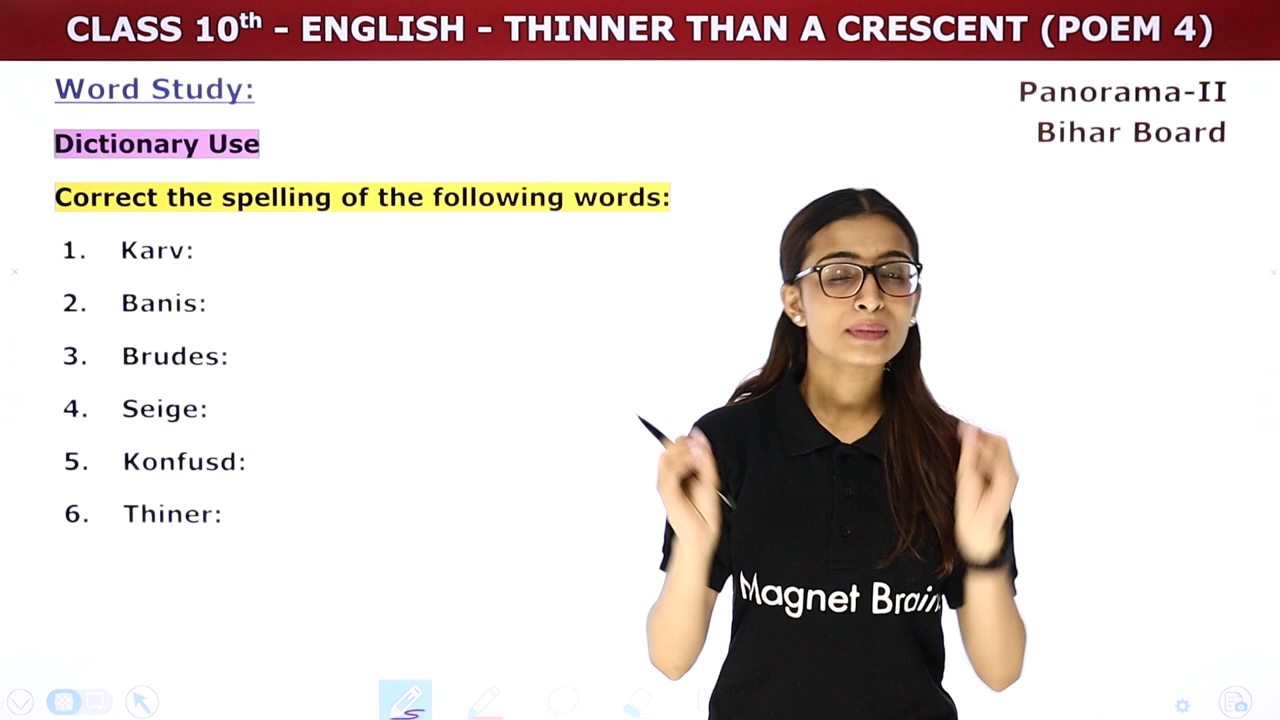 CLASS 10th - ENGLISH - THINNER THAN A CRESCENT (POEM 4)
Word Study:
Panorama-II
Bihar Board
Dictionary Use
Correct the spelling of the following words:
1. Karv:
2. Banis:
3. Brudes:
4. Seige:
5. Konfusd:
6. Thiner:
Magnet Brain